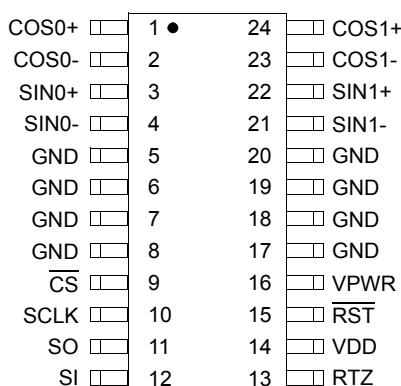 COS0+ 1 24 COS1+
COS0- 2 23 COS1-
SIN0+ 3 22 SIN1+
SIN0- 4 21 SIN1-
GND 5 20 GND
GND 6 19 GND
GND 7 18 GND
GND 8 17 GND
C̅S̅ 9 16 VPWR
SCLK 10 15 R̅S̅T̅
SO 11 14 VDD
SI 12 13 RTZ